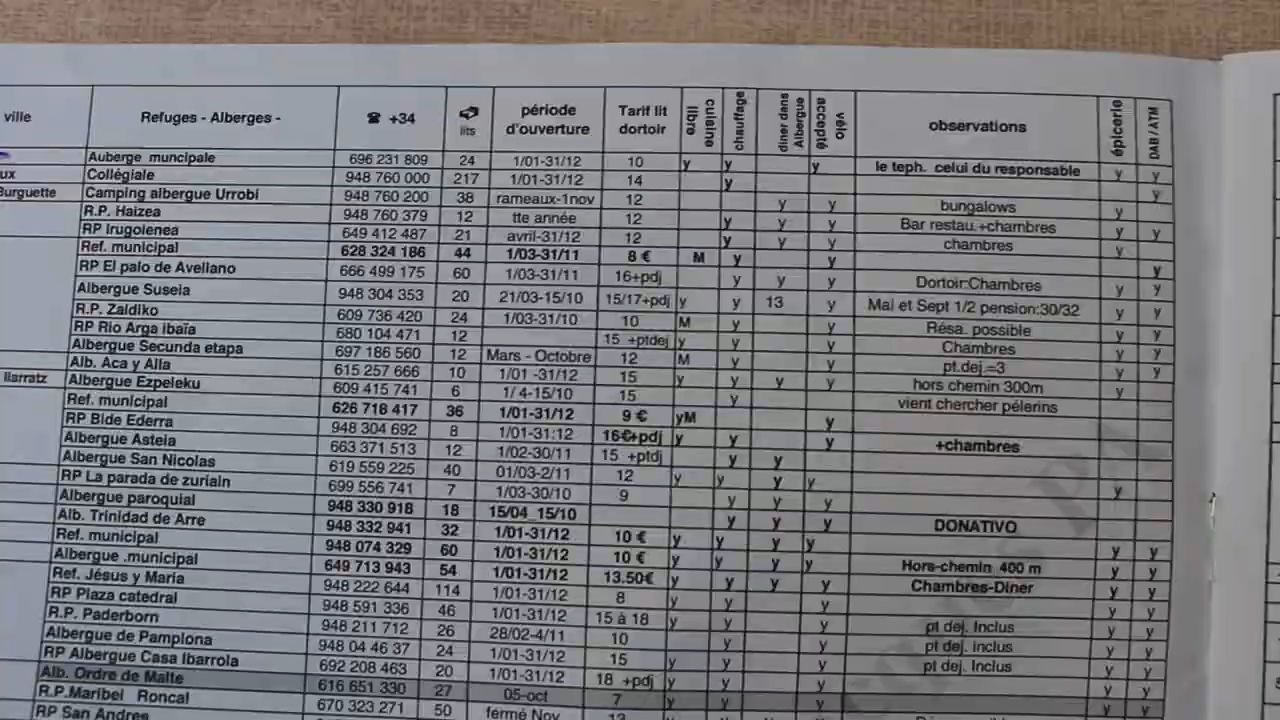 ville Refuges - Alberges - ☎ +34 lits période d'ouverture Tarif lit dortoir cuisine libre chauffage diner dans Albergue vélo accepté observations épicerie DAB / ATM
Auberge muncipale 696 231 809 24 1/01-31/12 10 y y y le teph. celui du responsable y y
ux Collégiale 948 760 000 217 1/01-31/12 14 y y
Burguette Camping albergue Urrobi 948 760 200 38 rameaux-1nov 12 y y bungalows y
R.P. Haizea 948 760 379 12 tte année 12 y y y Bar restau.+chambres y y
RP Irugoienea 649 412 487 21 avril-31/12 12 y y y chambres y
Ref. municipal 628 324 186 44 1/03-31/11 8 € M y y y
RP El palo de Avellano 666 499 175 60 1/03-31/11 16+pdj y y y Dortoir:Chambres y y
Albergue Suseia 948 304 353 20 21/03-15/10 15/17+pdj y y 13 y Mai et Sept 1/2 pension:30/32 y y
R.P. Zaldiko 609 736 420 24 1/03-31/10 10 M y y Résa. possible y y
RP Rio Arga ibaïa 680 104 471 12 15 +ptdej y y y Chambres y y
Albergue Secunda etapa 697 186 560 12 Mars - Octobre 12 M y y pt.dej.=3 y y
Alb. Aca y Alla 615 257 666 10 1/01 -31/12 15 y y y y hors chemin 300m y
Ilarratz Albergue Ezpeleku 609 415 741 6 1/ 4-15/10 15 y vient chercher pélerins
Ref. municipal 626 718 417 36 1/01-31/12 9 € yM y
RP Bide Ederra 948 304 692 8 1/01-31:12 16€+pdj y y y +chambres
Albergue Asteia 663 371 513 12 1/02-30/11 15 +ptdj y y
Albergue San Nicolas 619 559 225 40 01/03-2/11 12 y y y y y
RP La parada de zuriain 699 556 741 7 1/03-30/10 9 y y y
Albergue paroquial 948 330 918 18 15/04_15/10 y y y DONATIVO
Alb. Trinidad de Arre 948 332 941 32 1/01-31/12 10 € y y y y y y
Ref. municipal 948 074 329 60 1/01-31/12 10 € y y y y Hors-chemin 400 m y y
Albergue .municipal 649 713 943 54 1/01-31/12 13.50€ y y y Chambres-Diner y y
Ref. Jésus y Maria 948 222 644 114 1/01-31/12 8 y y y y y
RP Plaza catedral 948 591 336 46 1/01-31/12 15 à 18 y y y pt dej. Inclus y y
R.P. Paderborn 948 211 712 26 28/02-4/11 10 y y pt dej. Inclus y y
Albergue de Pamplona 948 04 46 37 24 15 y y y pt dej. Inclus y y
RP Albergue Casa Ibarrola 692 208 463 20 1/01-31/12 18 +pdj y y y y y
Alb. Ordre de Malte 616 651 330 27 05-oct 7 y y y y y
R.P.Maribel Roncal 670 323 271 50 fermé Nov
RP San Andres